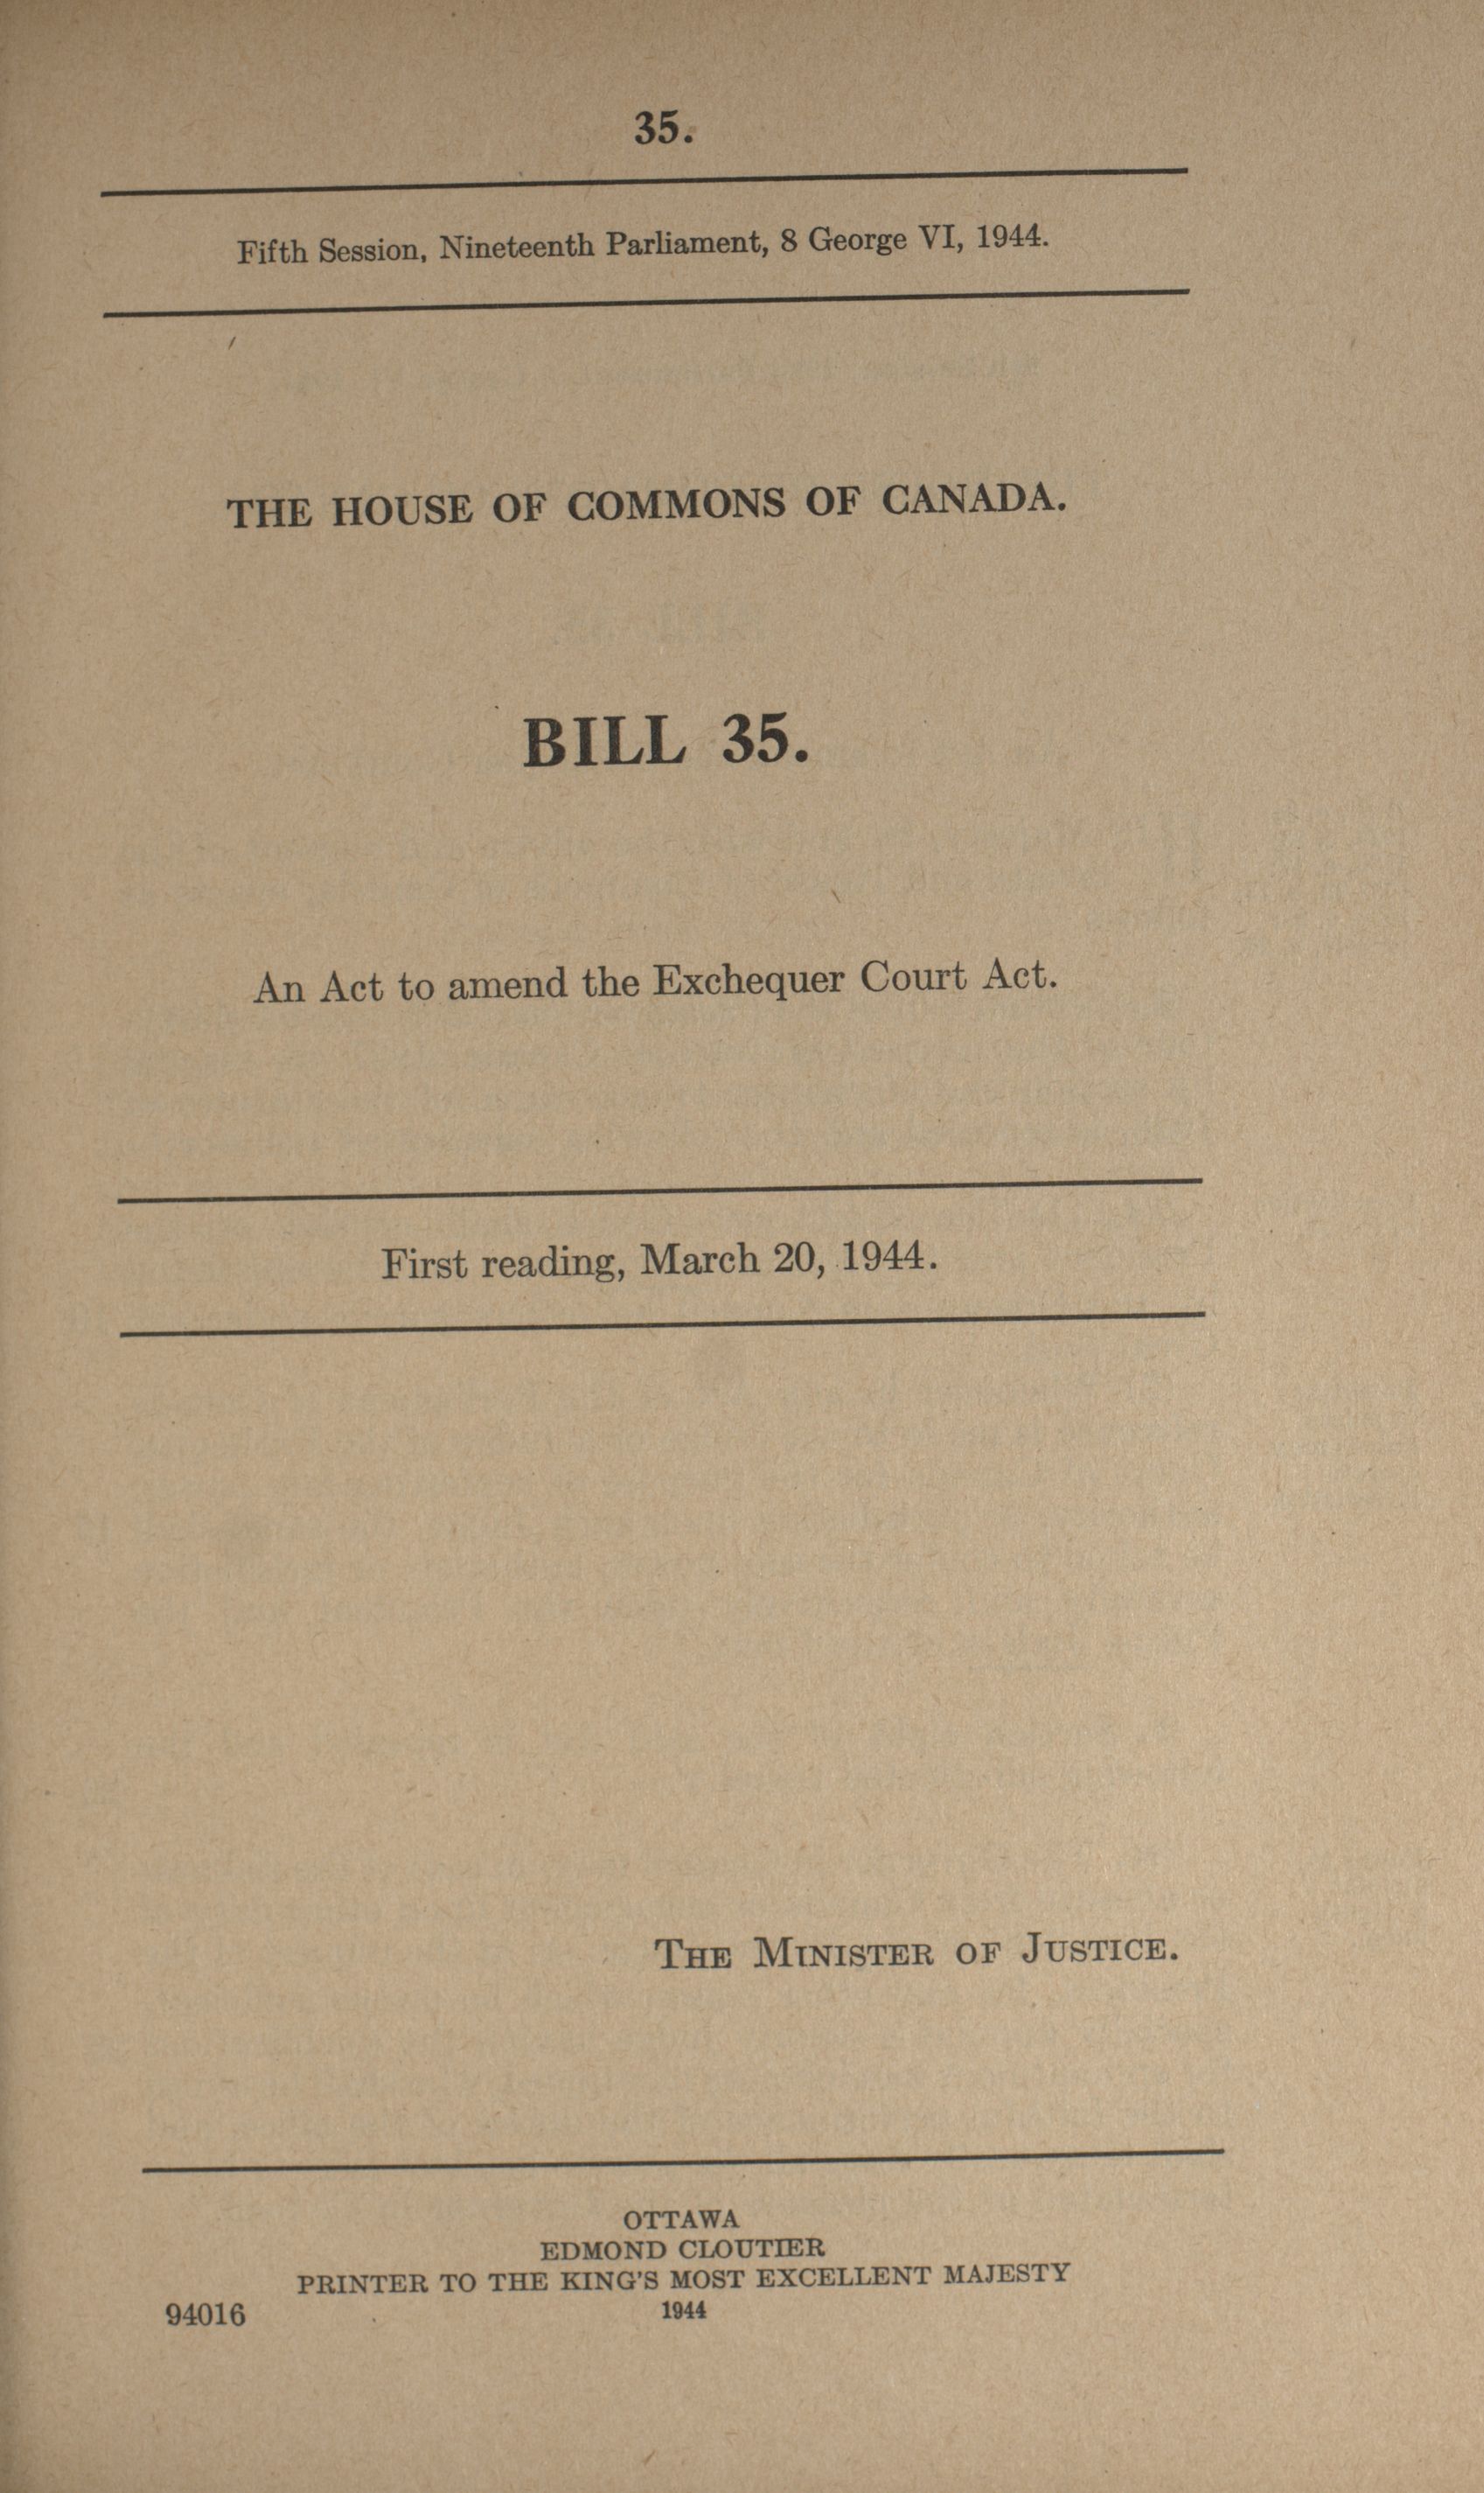 35.
Fifth Session, Nineteenth Parliament, 8 George VI, 1944.
THE HOUSE OF COMMONS OF CANADA.
BILL 35.
An Act to amend the Exchequer Court Act.
First reading, March 20, 1944.
THE MINISTER OF JUSTICE.
OTTAWA
EDMOND CLOUTIER
PRINTER TO THE KING'S MOST EXCELLENT MAJESTY
94016 1944